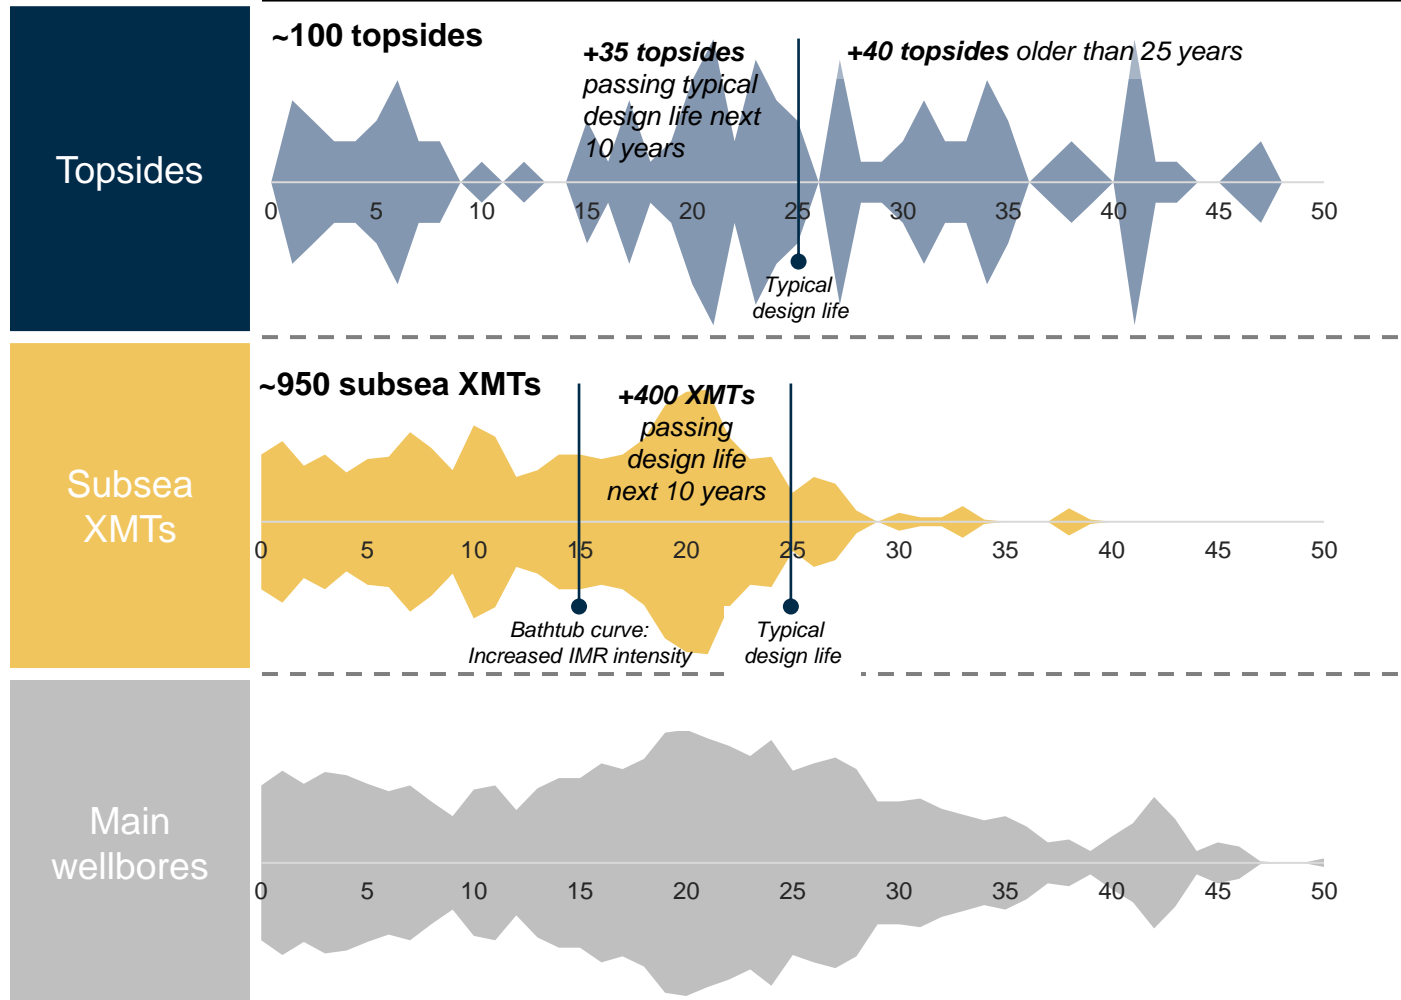 Topsides
~100 topsides
+35 topsides
passing typical
design life next
10 years
+40 topsides older than 25 years
0 5 10 15 20 25 30 35 40 45 50
Typical
design life
Subsea
XMTs
~950 subsea XMTs
+400 XMTs
passing
design life
next 10 years
0 5 10 15 20 25 30 35 40 45 50
Bathtub curve:
Increased IMR intensity
Typical
design life
Main
wellbores
0 5 10 15 20 25 30 35 40 45 50